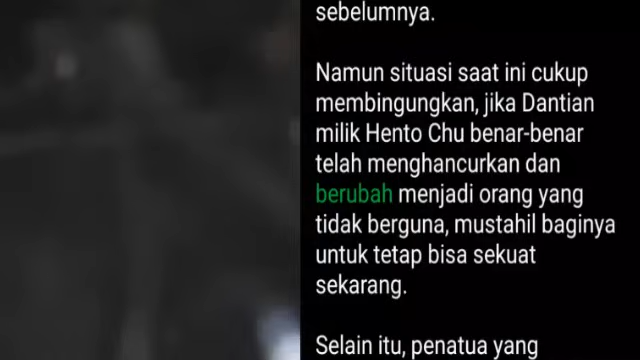 sebelumnya.
Namun situasi saat ini cukup
membingungkan, jika Dantian
milik Hento Chu benar-benar
telah menghancurkan dan
berubah menjadi orang yang
tidak berguna, mustahil baginya
untuk tetap bisa sekuat
sekarang.
Selain itu, penatua yang